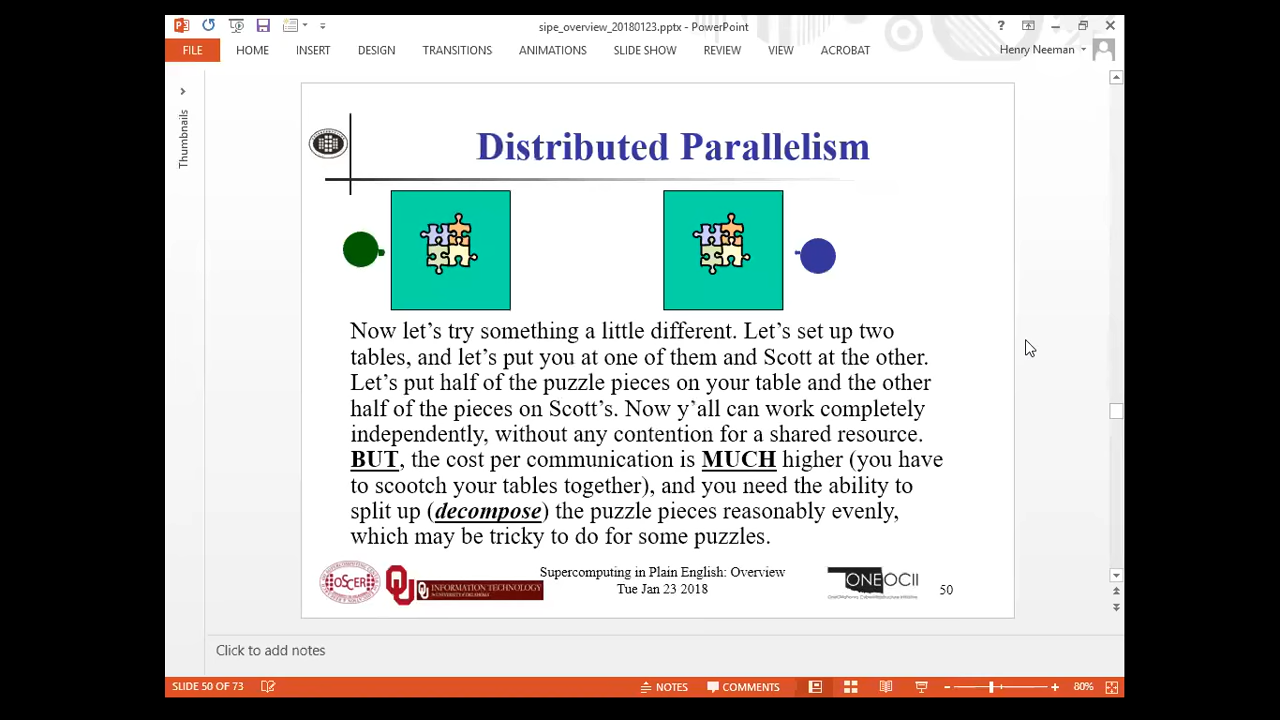 sipe_overview_20180123.pptx - PowerPoint
?
FILE HOME INSERT DESIGN TRANSITIONS ANIMATIONS SLIDE SHOW REVIEW VIEW ACROBAT Henry Neeman
Thumbnails
Distributed Parallelism
Now let’s try something a little different. Let’s set up two
tables, and let’s put you at one of them and Scott at the other.
Let’s put half of the puzzle pieces on your table and the other
half of the pieces on Scott’s. Now y’all can work completely
independently, without any contention for a shared resource.
BUT, the cost per communication is MUCH higher (you have
to scootch your tables together), and you need the ability to
split up (decompose) the puzzle pieces reasonably evenly,
which may be tricky to do for some puzzles.
OSCER
INFORMATION TECHNOLOGY
Supercomputing in Plain English: Overview
Tue Jan 23 2018
ONEOCII
50
Click to add notes
SLIDE 50 OF 73 NOTES COMMENTS 80%